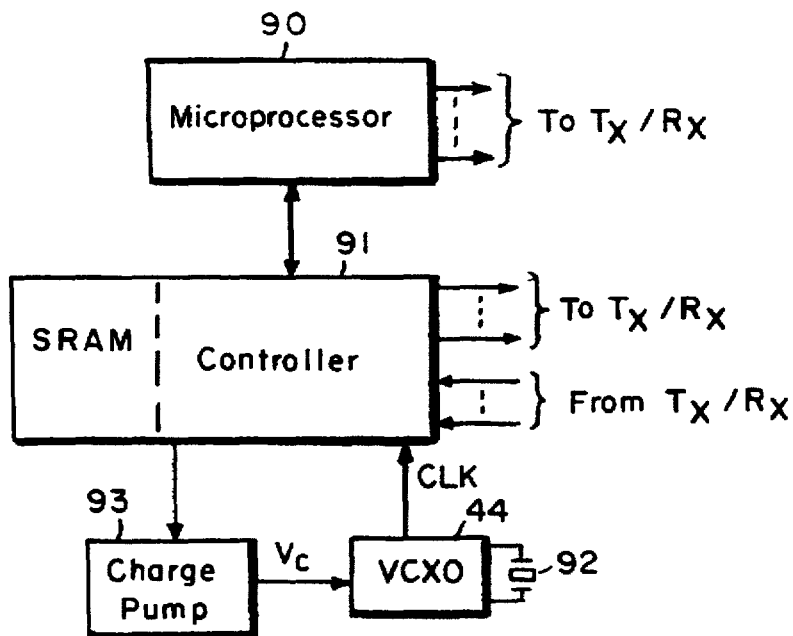 90
Microprocessor
To TX / RX
91
SRAM
Controller
To TX / RX
From TX / RX
CLK
93
Charge
Pump
VC
44
VCXO
92